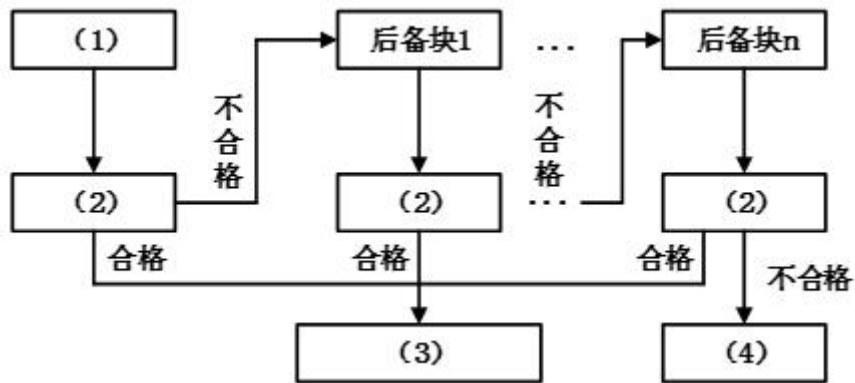 （1）
后备块1
...
后备块n
不合格
不合格
（2）
（2）
...
（2）
合格
合格
合格
不合格
（3）
（4）